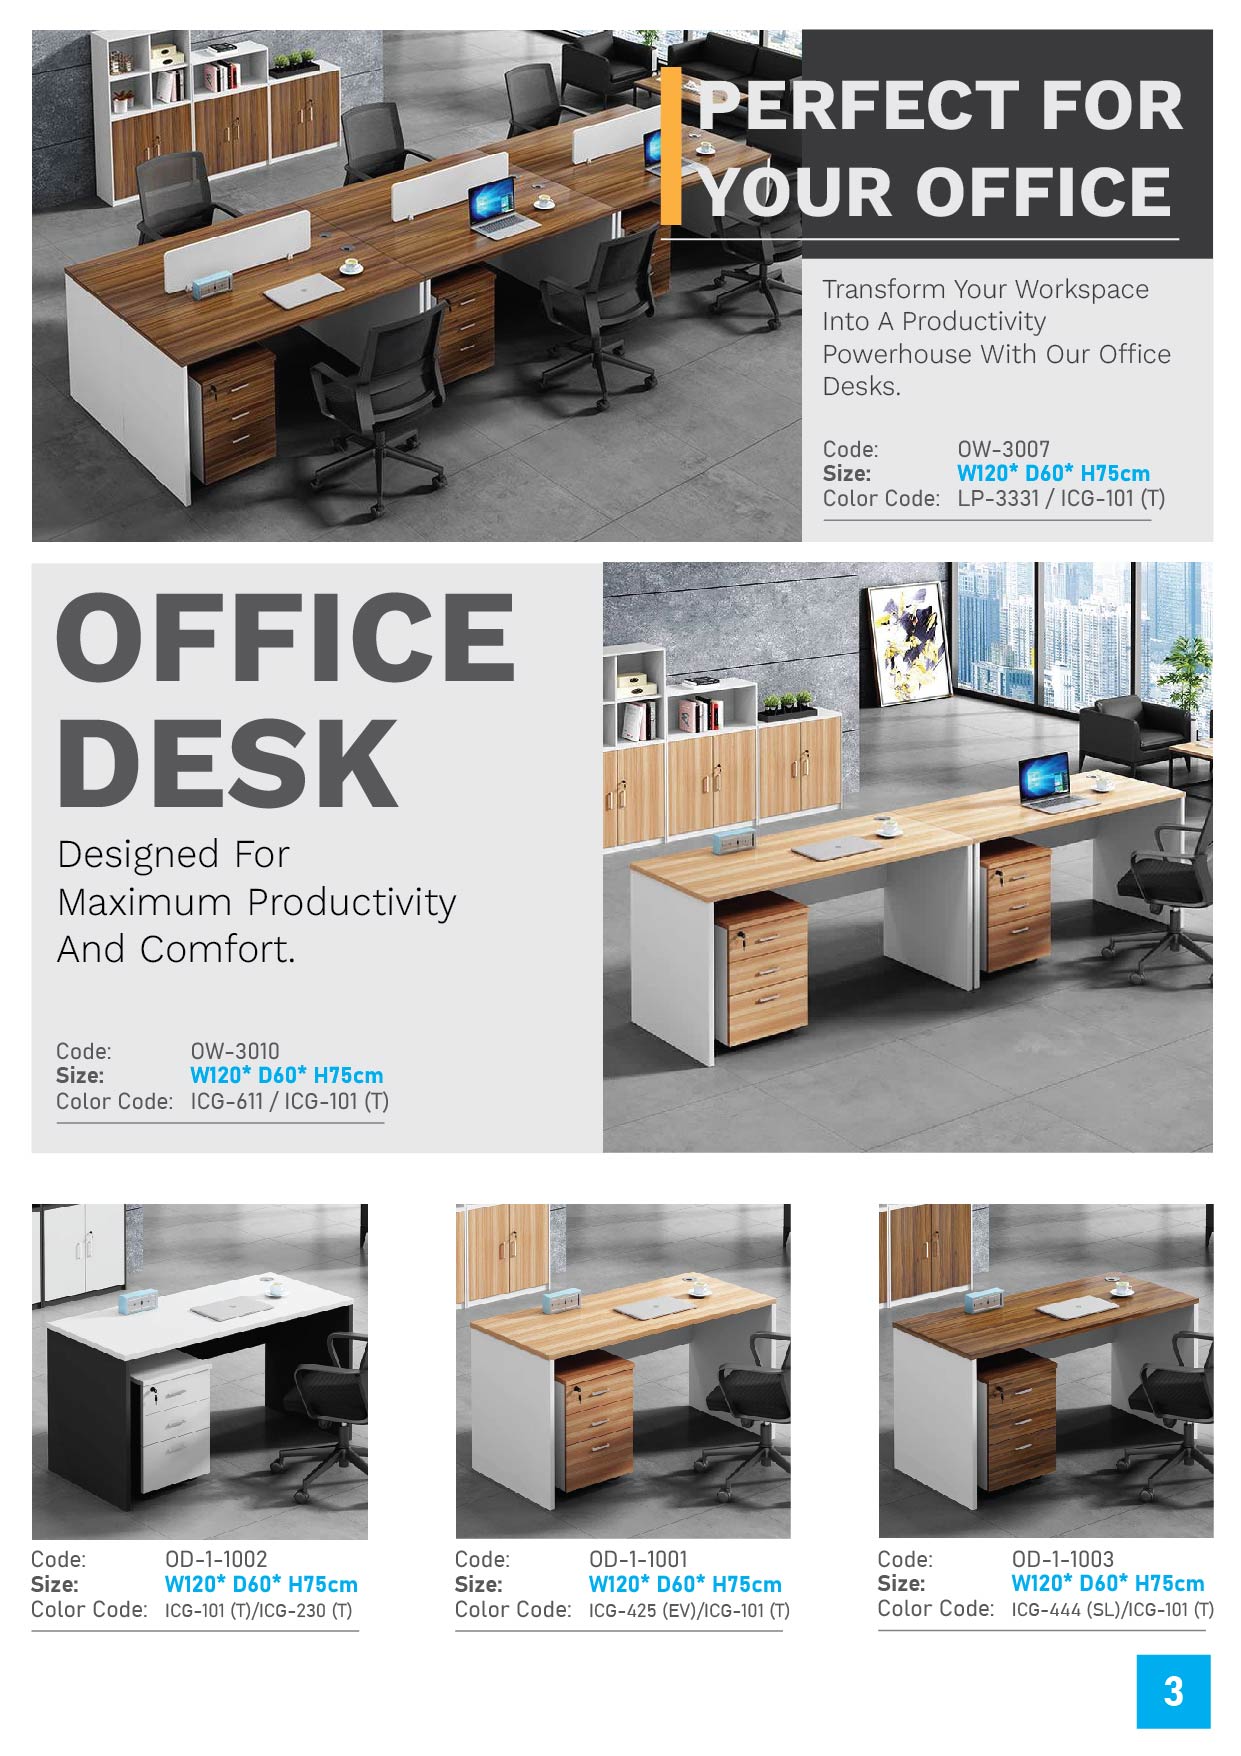 PERFECT FOR
YOUR OFFICE
Transform Your Workspace
Into A Productivity
Powerhouse With Our Office
Desks.
Code: OW-3007
Size: W120* D60* H75cm
Color Code: LP-3331 / ICG-101 (T)
OFFICE
DESK
Designed For
Maximum Productivity
And Comfort.
Code: OW-3010
Size: W120* D60* H75cm
Color Code: ICG-611 / ICG-101 (T)
Code: OD-1-1002
Size: W120* D60* H75cm
Color Code: ICG-101 (T)/ICG-230 (T)
Code: OD-1-1001
Size: W120* D60* H75cm
Color Code: ICG-425 (EV)/ICG-101 (T)
Code: OD-1-1003
Size: W120* D60* H75cm
Color Code: ICG-444 (SL)/ICG-101 (T)
3